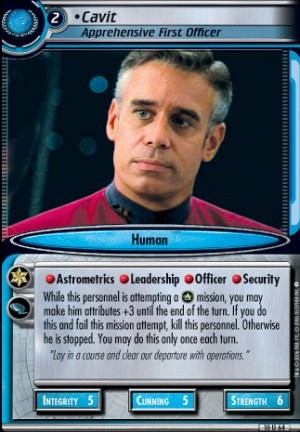 2 •Cavit
Apprehensive First Officer
Human
Astrometrics Leadership Officer Security
While this personnel is attempting a mission, you may
make him attributes +3 until the end of the turn. If you do
this and fail this mission attempt, kill this personnel. Otherwise
he is stopped. You may do this only once each turn.
"Lay in a course and clear our departure with operations."
INTEGRITY 5 CUNNING 5 STRENGTH 6